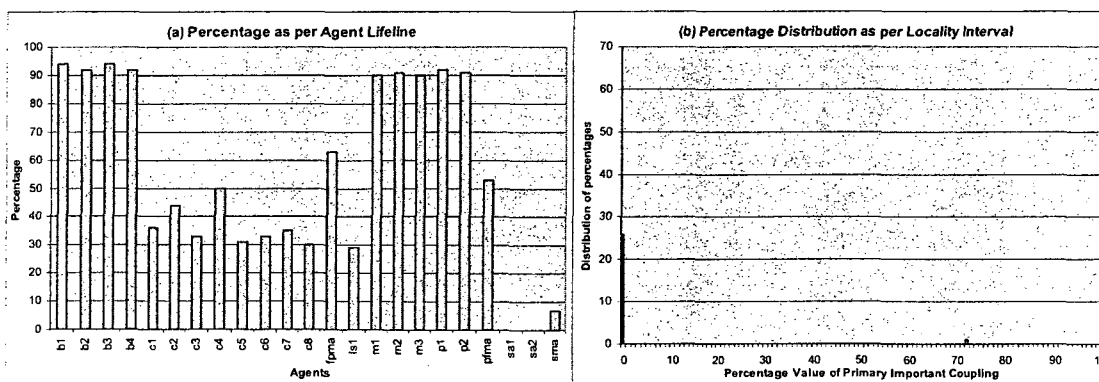 (a) Percentage as per Agent Lifeline
100
90
80
70
60
50
40
30
20
10
0
Percentage
b1 b2 b3 b4 c1 c2 c3 c4 c5 c6 c7 c8 fpma ls1 m1 m2 m3 p1 p2 pfma sa1 sa2 sma
Agents
(b) Percentage Distribution as per Locality Interval
70
60
50
40
30
20
10
0
Distribution of percentages
0 10 20 30 40 50 60 70 80 90 10
Percentage Value of Primary Important Coupling